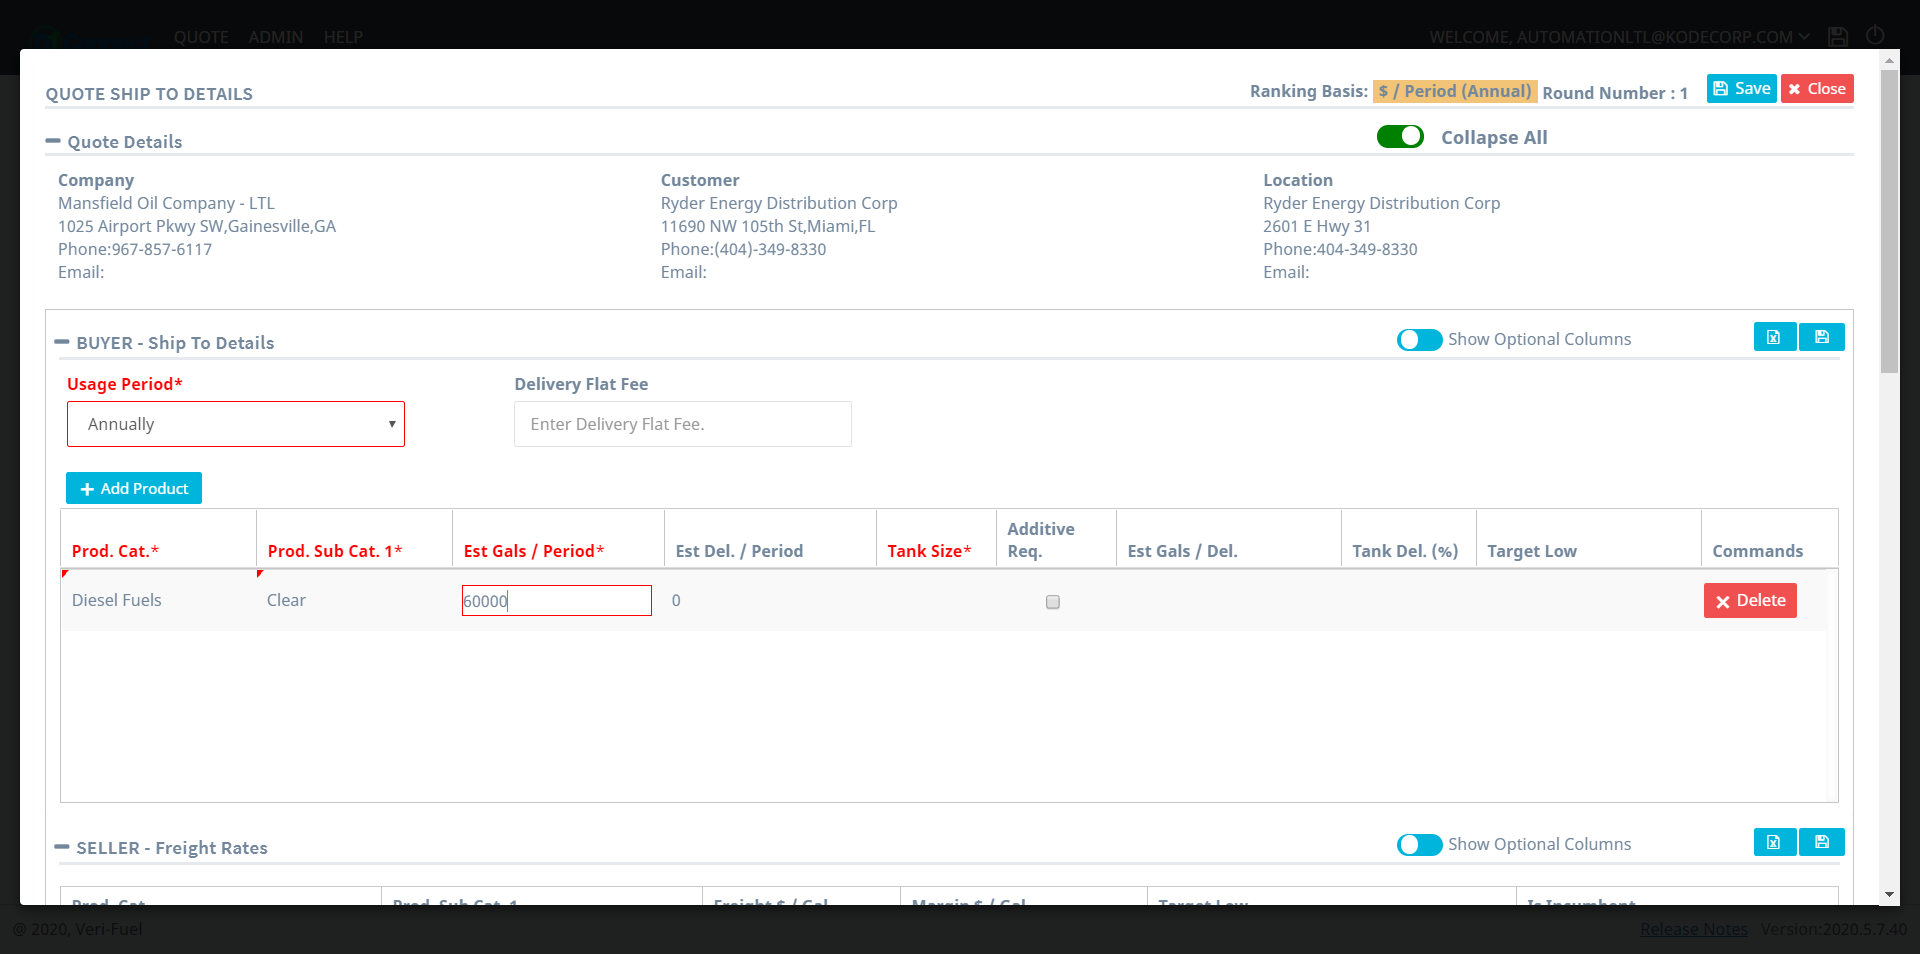 QUOTE ADMIN HELP
WELCOME, AUTOMATIONLTL@KODECORP.COM
QUOTE SHIP TO DETAILS
Ranking Basis: $ / Period (Annual) Round Number : 1
Save
Close
Quote Details
Collapse All
Company
Mansfield Oil Company - LTL
1025 Airport Pkwy SW,Gainesville,GA
Phone:967-857-6117
Email:
Customer
Ryder Energy Distribution Corp
11690 NW 105th St,Miami,FL
Phone:(404)-349-8330
Email:
Location
Ryder Energy Distribution Corp
2601 E Hwy 31
Phone:404-349-8330
Email:
BUYER - Ship To Details
Show Optional Columns
Usage Period*
Annually
Delivery Flat Fee
Enter Delivery Flat Fee.
Add Product
Prod. Cat.*
Prod. Sub Cat. 1*
Est Gals / Period*
Est Del. / Period
Tank Size*
Additive
Req.
Est Gals / Del.
Tank Del. (%)
Target Low
Commands
Diesel Fuels
Clear
60000
0
Delete
SELLER - Freight Rates
Show Optional Columns
Prod. Cat.
Prod. Sub Cat. 1
Freight $ / Gal
Margin $ / Gal
Target Low
Is Incumbent
@ 2020, Veri-Fuel
Release Notes Version:2020.5.7.40